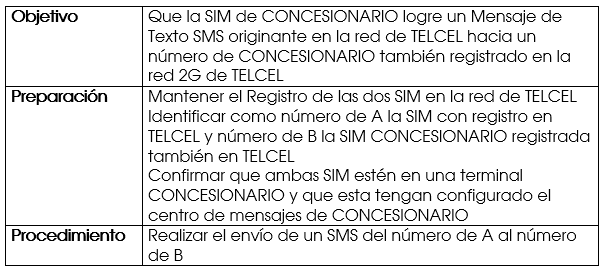 Objetivo Que la SIM de CONCESIONARIO logre un Mensaje de
Texto SMS originante en la red de TELCEL hacia un
número de CONCESIONARIO también registrado en la
red 2G de TELCEL
Preparación Mantener el Registro de las dos SIM en la red de TELCEL
Identificar como número de A la SIM con registro en
TELCEL y número de B la SIM CONCESIONARIO registrada
también en TELCEL
Confirmar que ambas SIM estén en una terminal
CONCESIONARIO y que esta tengan configurado el
centro de mensajes de CONCESIONARIO
Procedimiento Realizar el envío de un SMS del número de A al número
de B